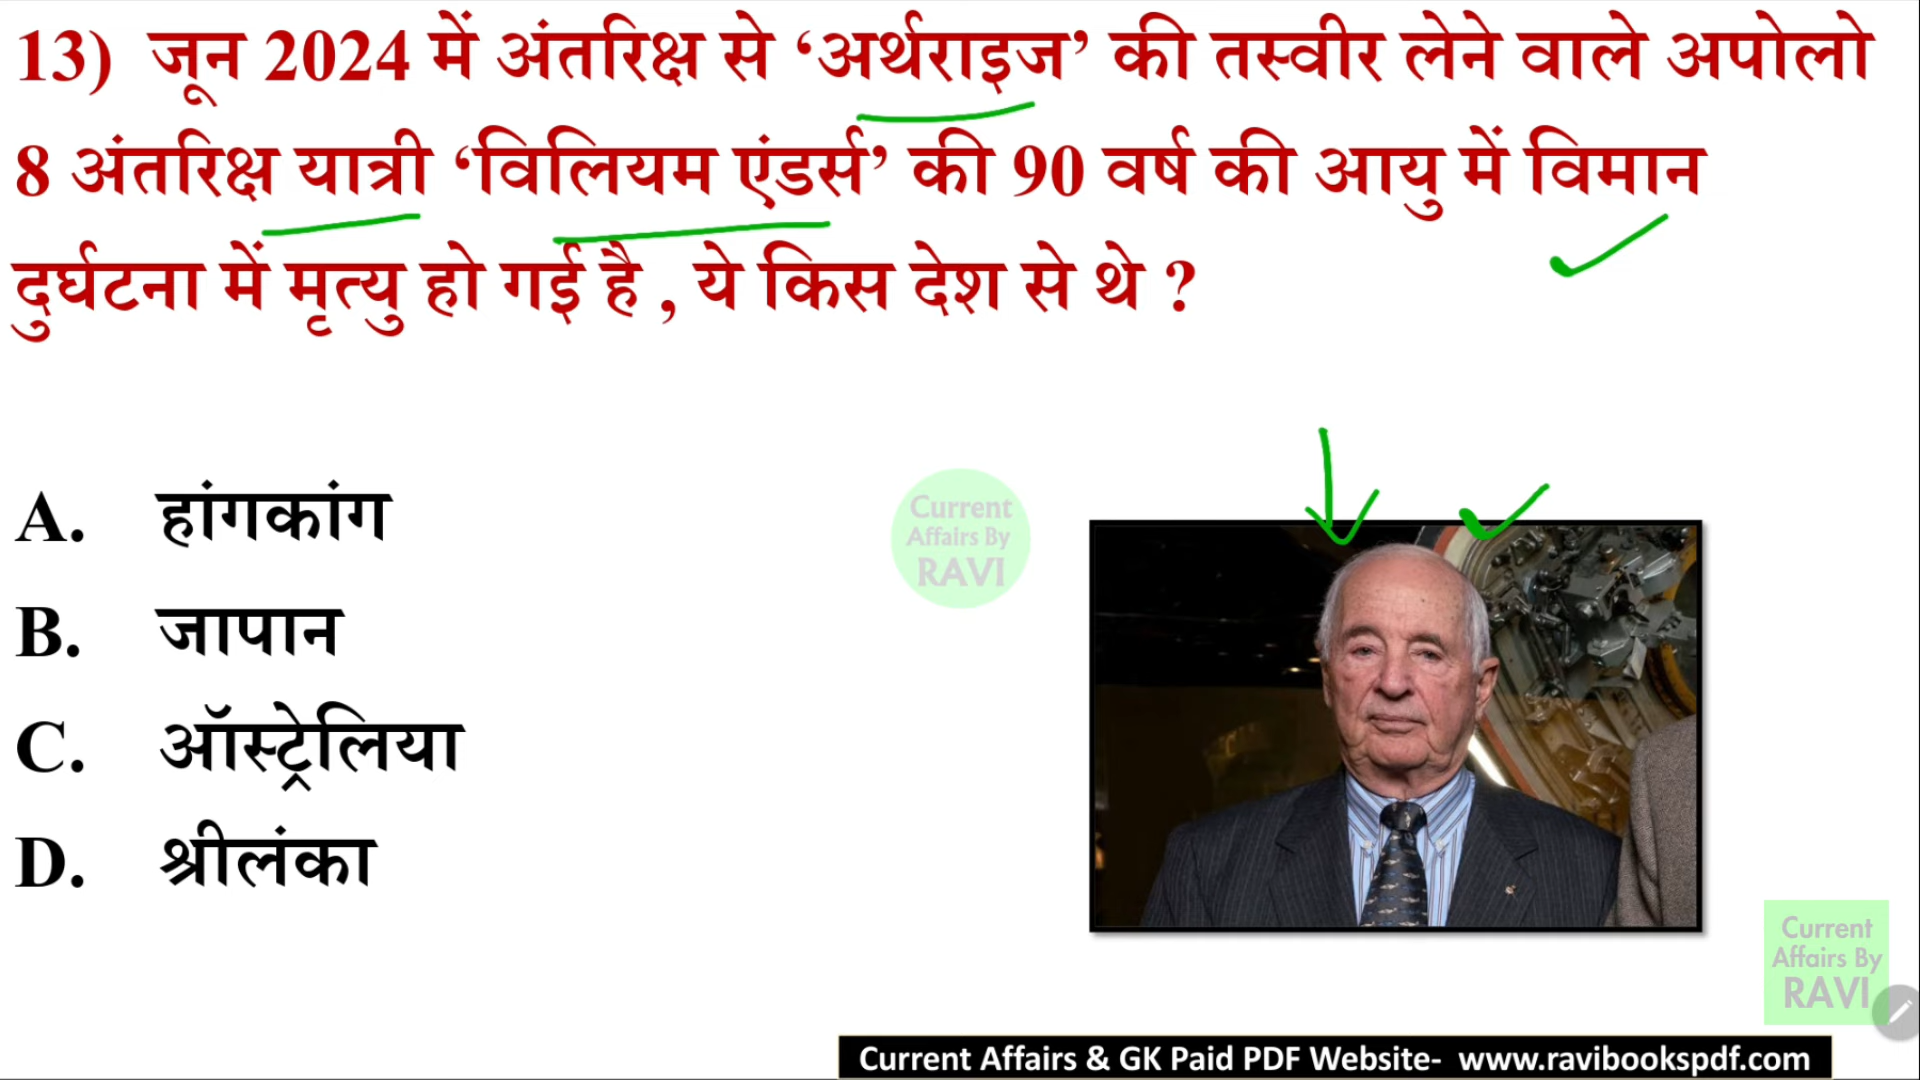 13) जून 2024 में अंतरिक्ष से ‘अर्थराइज’ की तस्वीर लेने वाले अपोलो
8 अंतरिक्ष यात्री ‘विलियम एंडर्स’ की 90 वर्ष की आयु में विमान
दुर्घटना में मृत्यु हो गई है , ये किस देश से थे ?
A. हांगकांग
B. जापान
C. ऑस्ट्रेलिया
D. श्रीलंका
Current
Affairs By
RAVI
Current
Affairs By
RAVI
Current Affairs & GK Paid PDF Website- www.ravibookspdf.com